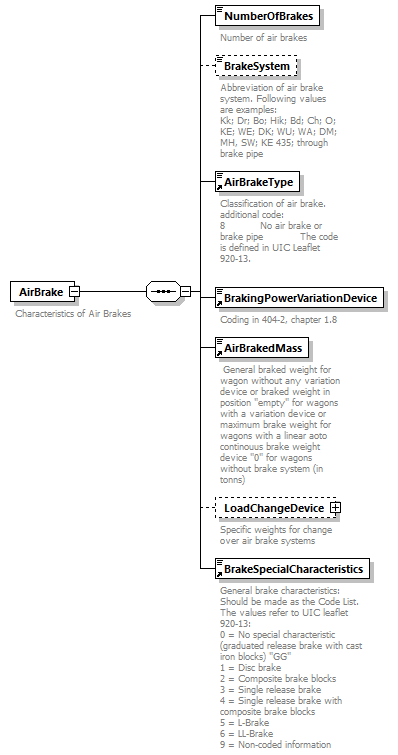 NumberOfBrakes
Number of air brakes
BrakeSystem
Abbreviation of air brake
system. Following values
are examples:
Kk; Dr; Bo; Hik; Bd; Ch; O;
KE; WE; DK; WU; WA; DM;
MH, SW; KE 435; through
brake pipe
AirBrakeType
Classification of air brake.
additional code:
8 No air brake or
brake pipe The code
is defined in UIC Leaflet
920-13.
AirBrake
Characteristics of Air Brakes
BrakingPowerVariationDevice
Coding in 404-2, chapter 1.8
AirBrakedMass
General braked weight for
wagon without any variation
device or braked weight in
position "empty" for wagons
with a variation device or
maximum brake weight for
wagons with a linear aoto
continouus brake weight
device "0" for wagons
without brake system (in
tonns)
LoadChangeDevice
Specific weights for change
over air brake systems
BrakeSpecialCharacteristics
General brake characteristics:
Should be made as the Code List.
The values refer to UIC leaflet
920-13:
0 = No special characteristic
(graduated release brake with cast
iron blocks) "GG"
1 = Disc brake
2 = Composite brake blocks
3 = Single release brake
4 = Single release brake with
composite brake blocks
5 = L-Brake
6 = LL-Brake
9 = Non-coded information